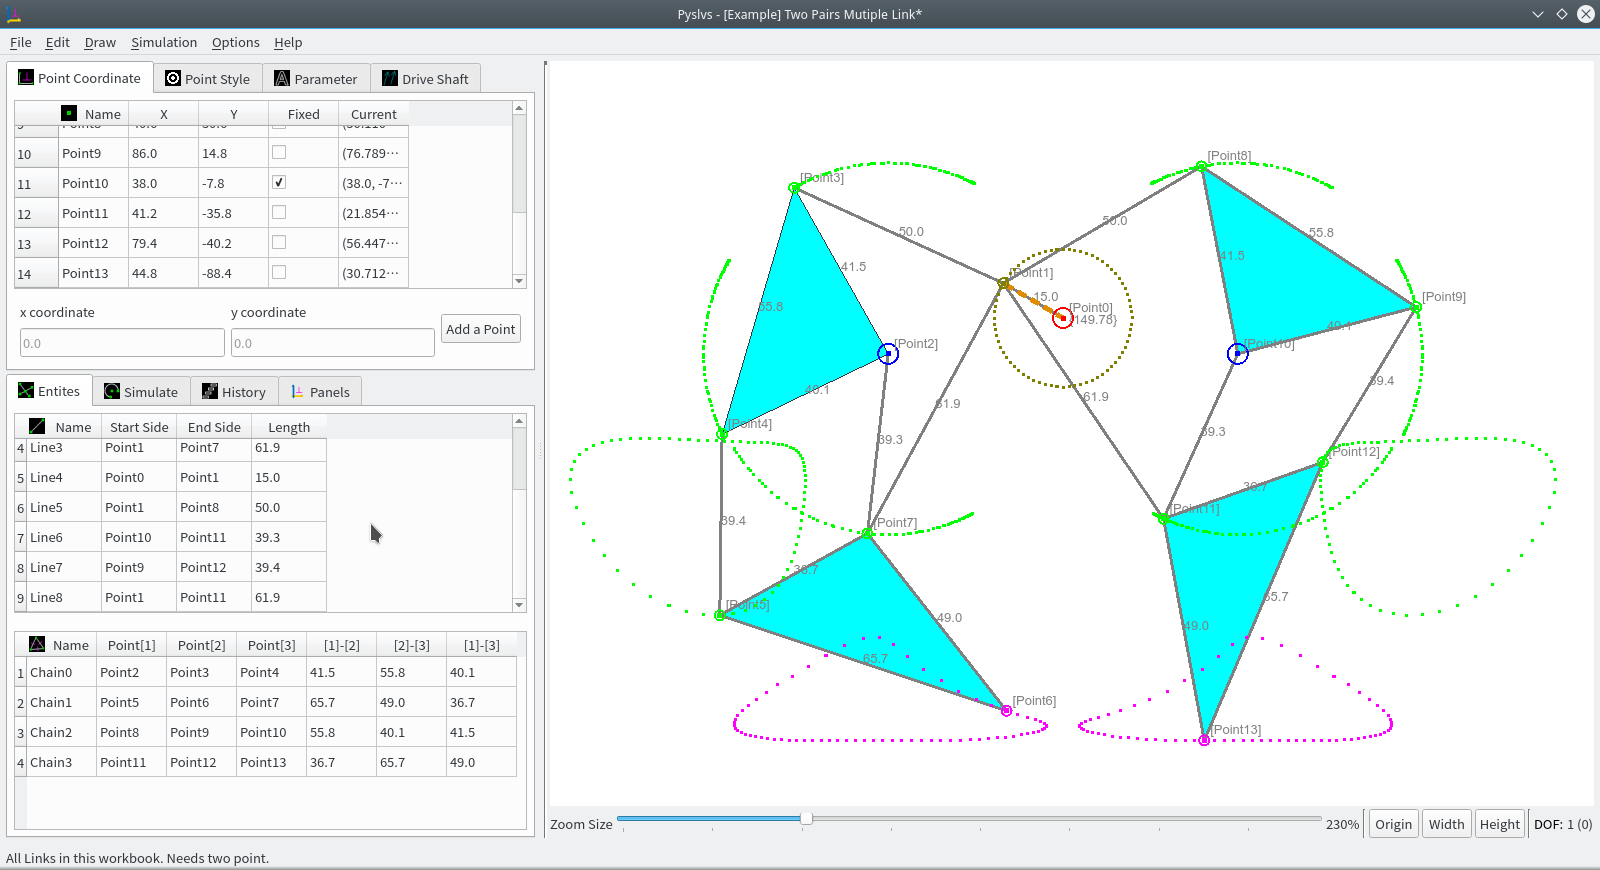 Pyslvs - [Example] Two Pairs Mutiple Link*
File Edit Draw Simulation Options Help
Point Coordinate Point Style Parameter Drive Shaft
Name X Y Fixed Current
10 Point9 86.0 14.8 (76.789···
11 Point10 38.0 -7.8 (38.0, -7···
12 Point11 41.2 -35.8 (21.854···
13 Point12 79.4 -40.2 (56.447···
14 Point13 44.8 -88.4 (30.712···
x coordinate y coordinate
0.0 0.0 Add a Point
Entites Simulate History Panels
Name Start Side End Side Length
4 Line3 Point1 Point7 61.9
5 Line4 Point0 Point1 15.0
6 Line5 Point1 Point8 50.0
7 Line6 Point10 Point11 39.3
8 Line7 Point9 Point12 39.4
9 Line8 Point1 Point11 61.9
Name Point[1] Point[2] Point[3] [1]-[2] [2]-[3] [1]-[3]
1 Chain0 Point2 Point3 Point4 41.5 55.8 40.1
2 Chain1 Point5 Point6 Point7 65.7 49.0 36.7
3 Chain2 Point8 Point9 Point10 55.8 40.1 41.5
4 Chain3 Point11 Point12 Point13 36.7 65.7 49.0
[Point8]
[Point3]
50.0
50.0
55.8
41.5
41.5
[Point1]
15.0
[Point9]
55.8
[Point0]
{149.78}
40.1
[Point2]
[Point10]
39.4
40.1
61.9
61.9
[Point4]
39.3
39.3
[Point12]
36.7
[Point11]
39.4
[Point7]
36.7
65.7
[Point5]
49.0
49.0
65.7
[Point6]
[Point13]
Zoom Size 230% Origin Width Height DOF: 1 (0)
All Links in this workbook. Needs two point.